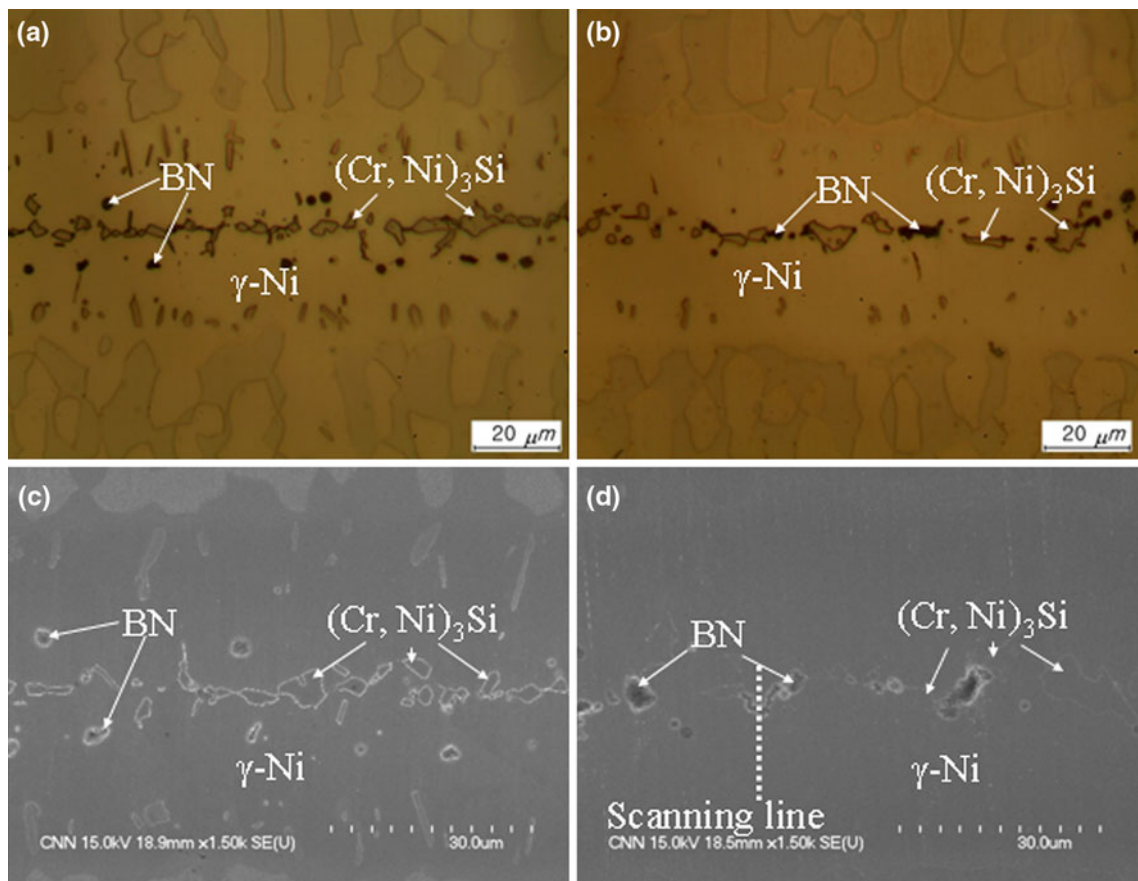 (a)
BN
(Cr, Ni)₃Si
γ-Ni
20 μm
(b)
BN
(Cr, Ni)₃Si
γ-Ni
20 μm
(c)
BN
(Cr, Ni)₃Si
γ-Ni
CNN 15.0kV 18.9mm x1.50k SE(U)
30.0um
(d)
BN
(Cr, Ni)₃Si
γ-Ni
Scanning line
CNN 15.0kV 18.5mm x1.50k SE(U)
30.0um